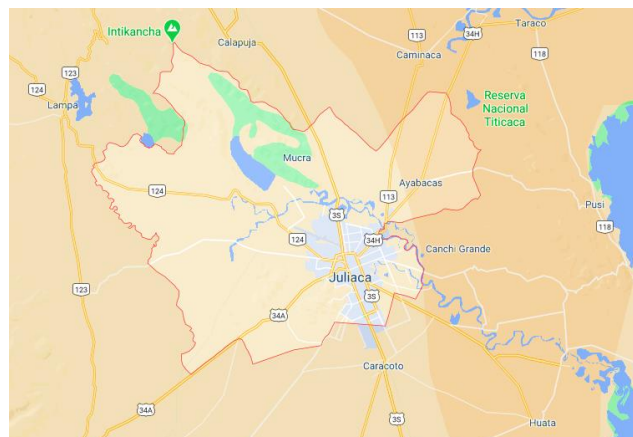 Taraco
Intikancha
113
34H
Calapuja
Caminaca
118
123
124
Lampa
Reserva
Nacional
Titicaca
Mucra
Ayabacas
124
113
Pusi
3S
118
124
34H
Canchi Grande
Juliaca
123
3S
34A
Caracoto
34A
3S
Huata